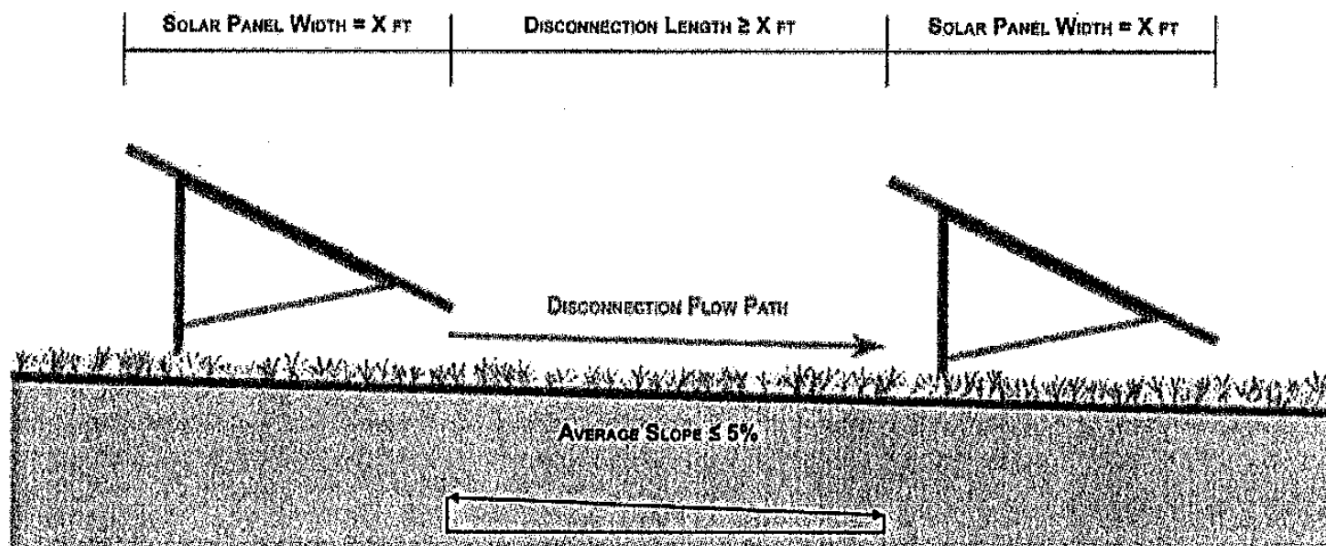 SOLAR PANEL WIDTH = X FT
DISCONNECTION LENGTH ≥ X FT
SOLAR PANEL WIDTH = X FT
DISCONNECTION FLOW PATH
AVERAGE SLOPE ≤ 5%